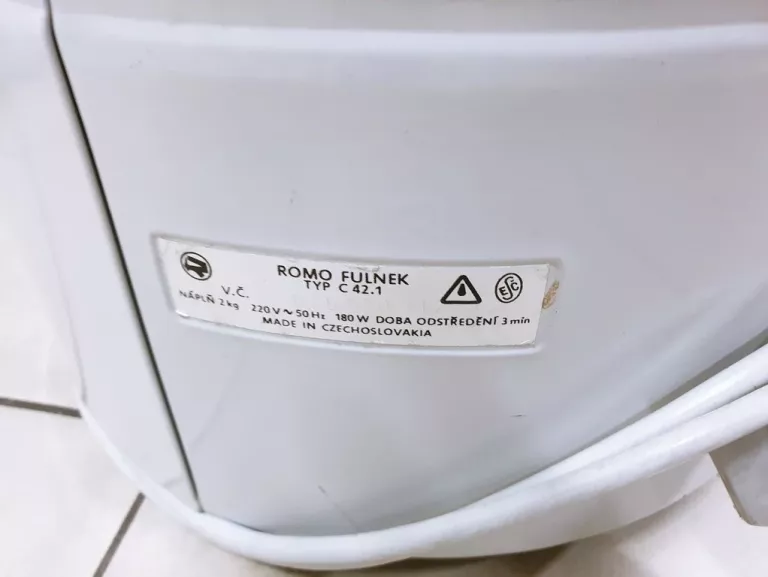 ROMO FULNEK
TYP C 42.1
V.Č.
NÁPLŇ 2 kg 220 V ~ 50 Hz 180 W DOBA ODSTŘEDĚNÍ 3 min
MADE IN CZECHOSLOVAKIA
ESČ